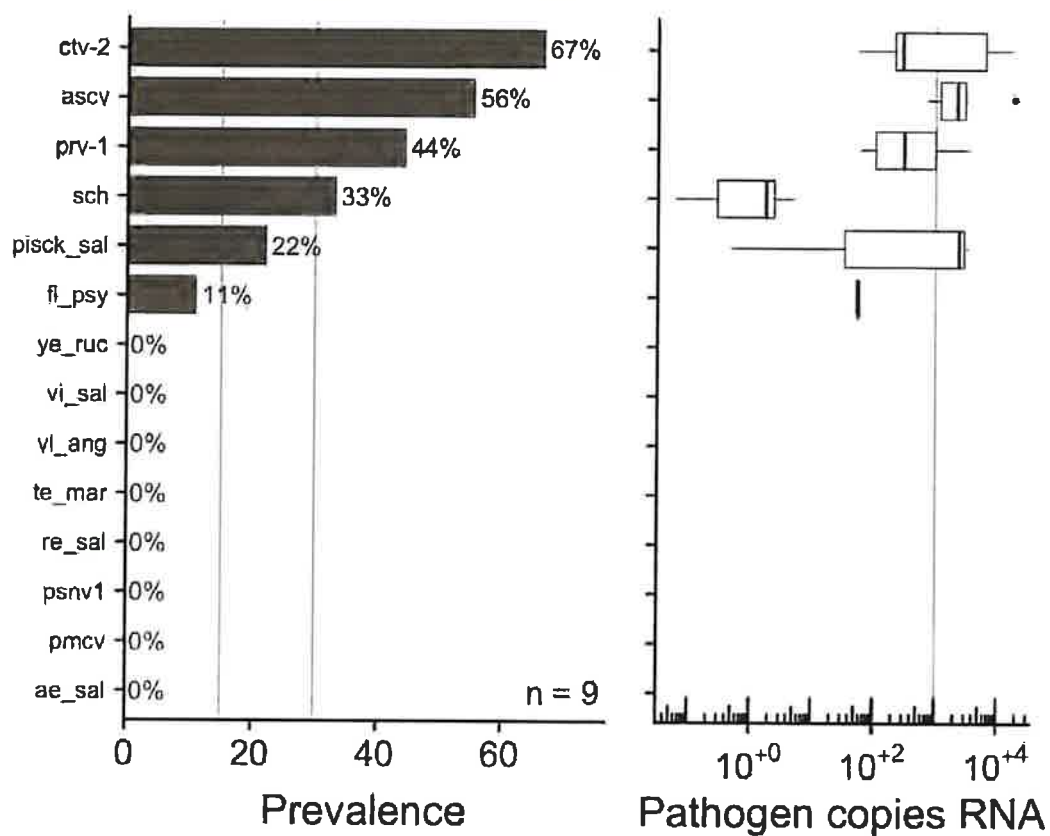 ctv-2 67%
ascv 56%
prv-1 44%
sch 33%
pisck_sal 22%
fl_psy 11%
ye_ruc 0%
vi_sal 0%
vi_ang 0%
te_mar 0%
re_sal 0%
psnv1 0%
pmcv 0%
ae_sal 0% n = 9
0 20 40 60 10+0 10+2 10+4
Prevalence Pathogen copies RNA